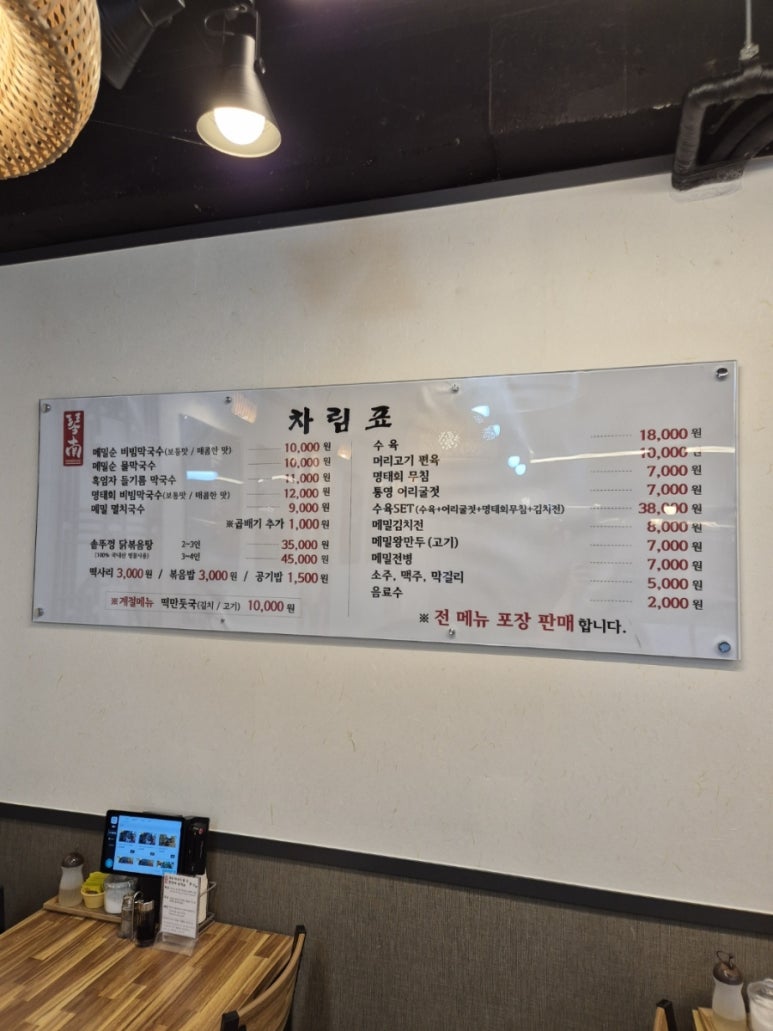 차림표
메밀순 비빔막국수(보통맛 / 매콤한 맛) 10,000 원
메밀순 물막국수 10,000 원
흑임자 들기름 막국수 11,000 원
명태회 비빔막국수(보통맛 / 매콤한 맛) 12,000 원
메밀 멸치국수 9,000 원
※곱배기 추가 1,000 원
솥뚜껑 닭볶음탕 2~3인 35,000 원
3~4인 45,000 원
떡사리 3,000 원 / 볶음밥 3,000 원 / 공기밥 1,500 원
※계절메뉴 떡만둣국(김치 / 고기) 10,000 원
수육 18,000 원
머리고기 편육 10,000 원
명태회 무침 7,000 원
통영 어리굴젓 7,000 원
수육SET(수육+어리굴젓+명태회무침+김치전) 38,000 원
메밀김치전 8,000 원
메밀왕만두(고기) 7,000 원
메밀전병 7,000 원
소주, 맥주, 막걸리 5,000 원
음료수 2,000 원
※ 전 메뉴 포장 판매합니다.